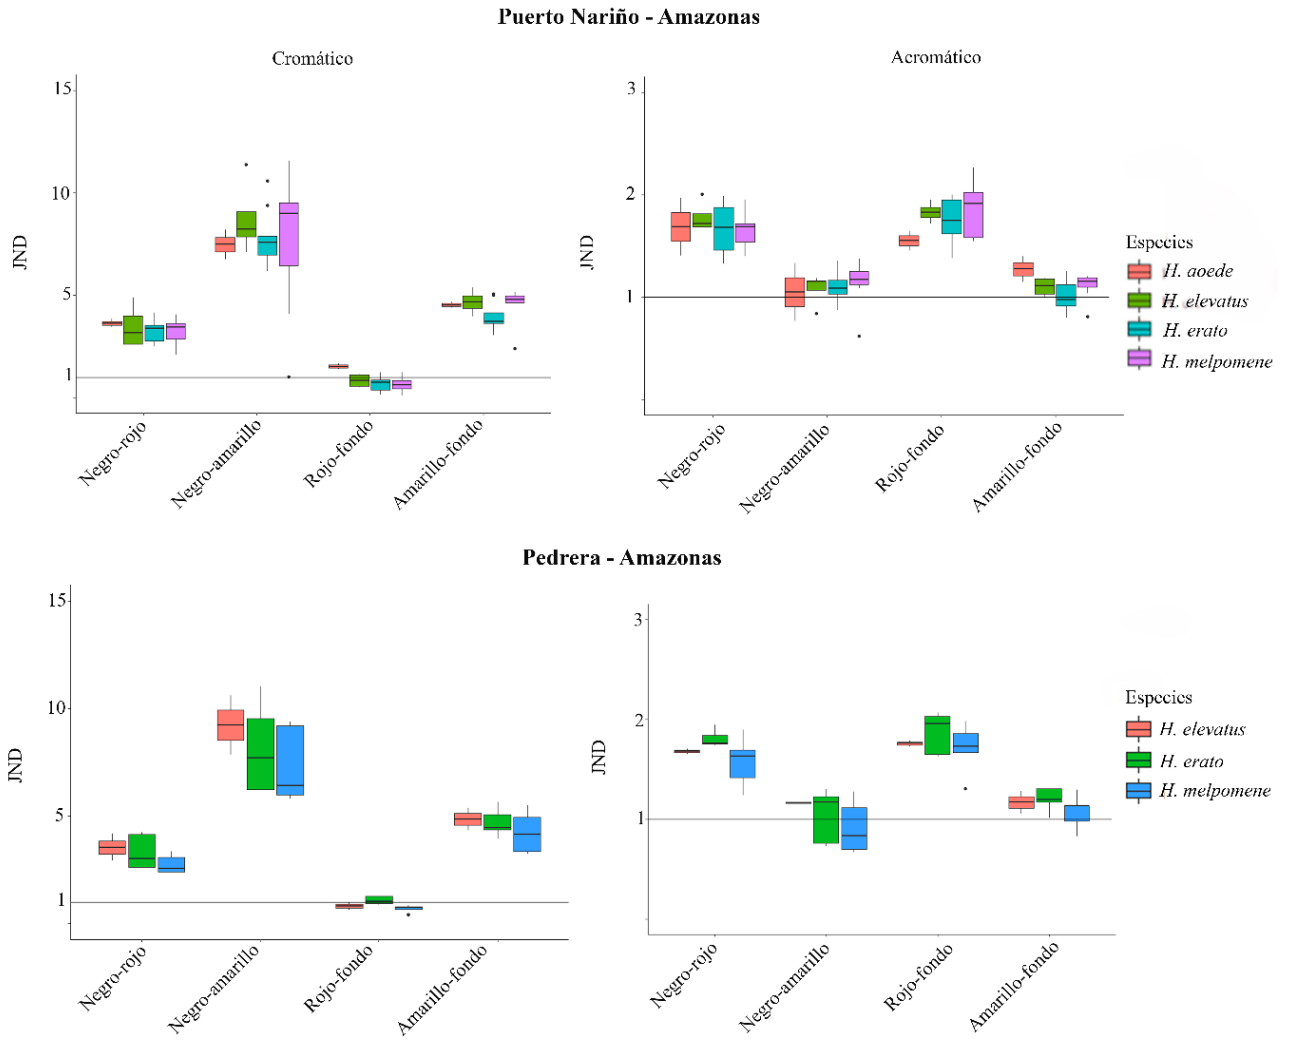 Puerto Nariño - Amazonas
Cromático
Acromático
15
10
5
1
JND
Negro-rojo
Negro-amarillo
Rojo-fondo
Amarillo-fondo
3
2
1
JND
Negro-rojo
Negro-amarillo
Rojo-fondo
Amarillo-fondo
Especies
H. aoede
H. elevatus
H. erato
H. melpomene
Pedrera - Amazonas
15
10
5
1
JND
Negro-rojo
Negro-amarillo
Rojo-fondo
Amarillo-fondo
3
2
1
JND
Negro-rojo
Negro-amarillo
Rojo-fondo
Amarillo-fondo
Especies
H. elevatus
H. erato
H. melpomene